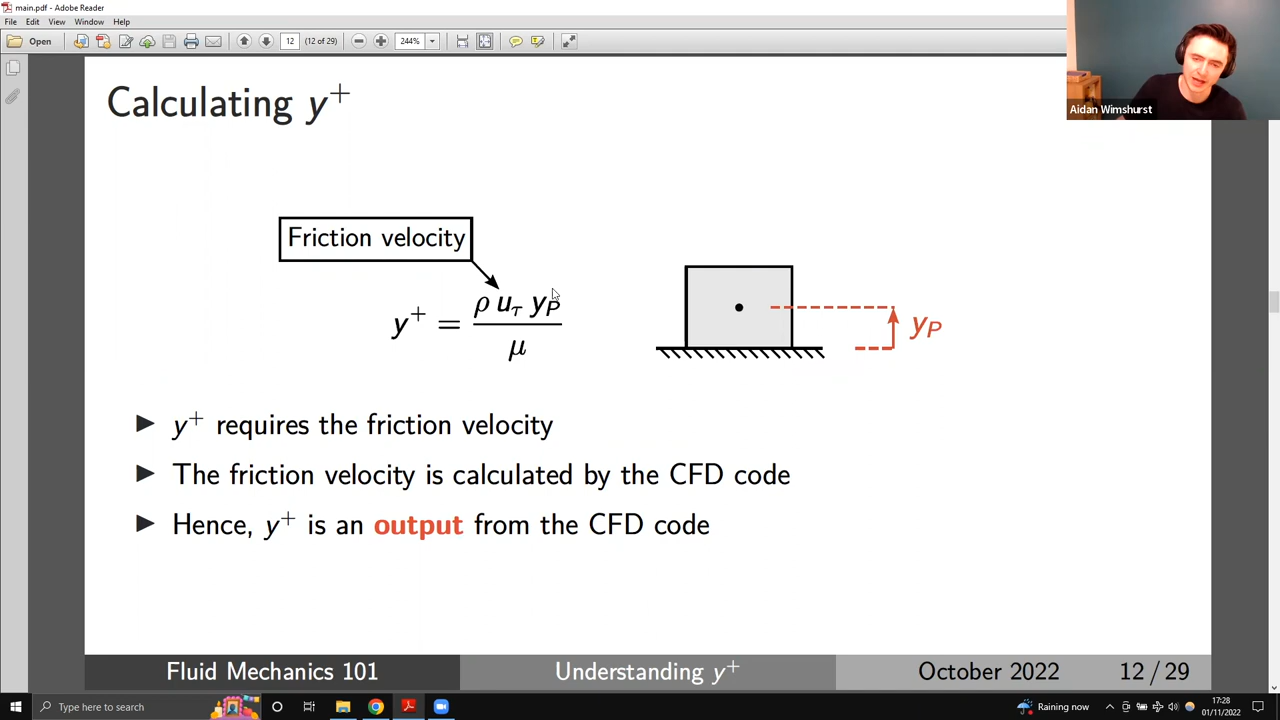 main.pdf - Adobe Reader
File Edit View Window Help
Open 12 (12 of 29) 244%
Aidan Wimshurst
Calculating y⁺
Friction velocity
y⁺ = ρ u_τ y_P / μ
y_P
▶ y⁺ requires the friction velocity
▶ The friction velocity is calculated by the CFD code
▶ Hence, y⁺ is an output from the CFD code
Fluid Mechanics 101 Understanding y⁺ October 2022 12 / 29
Type here to search Raining now 17:28
01/11/2022